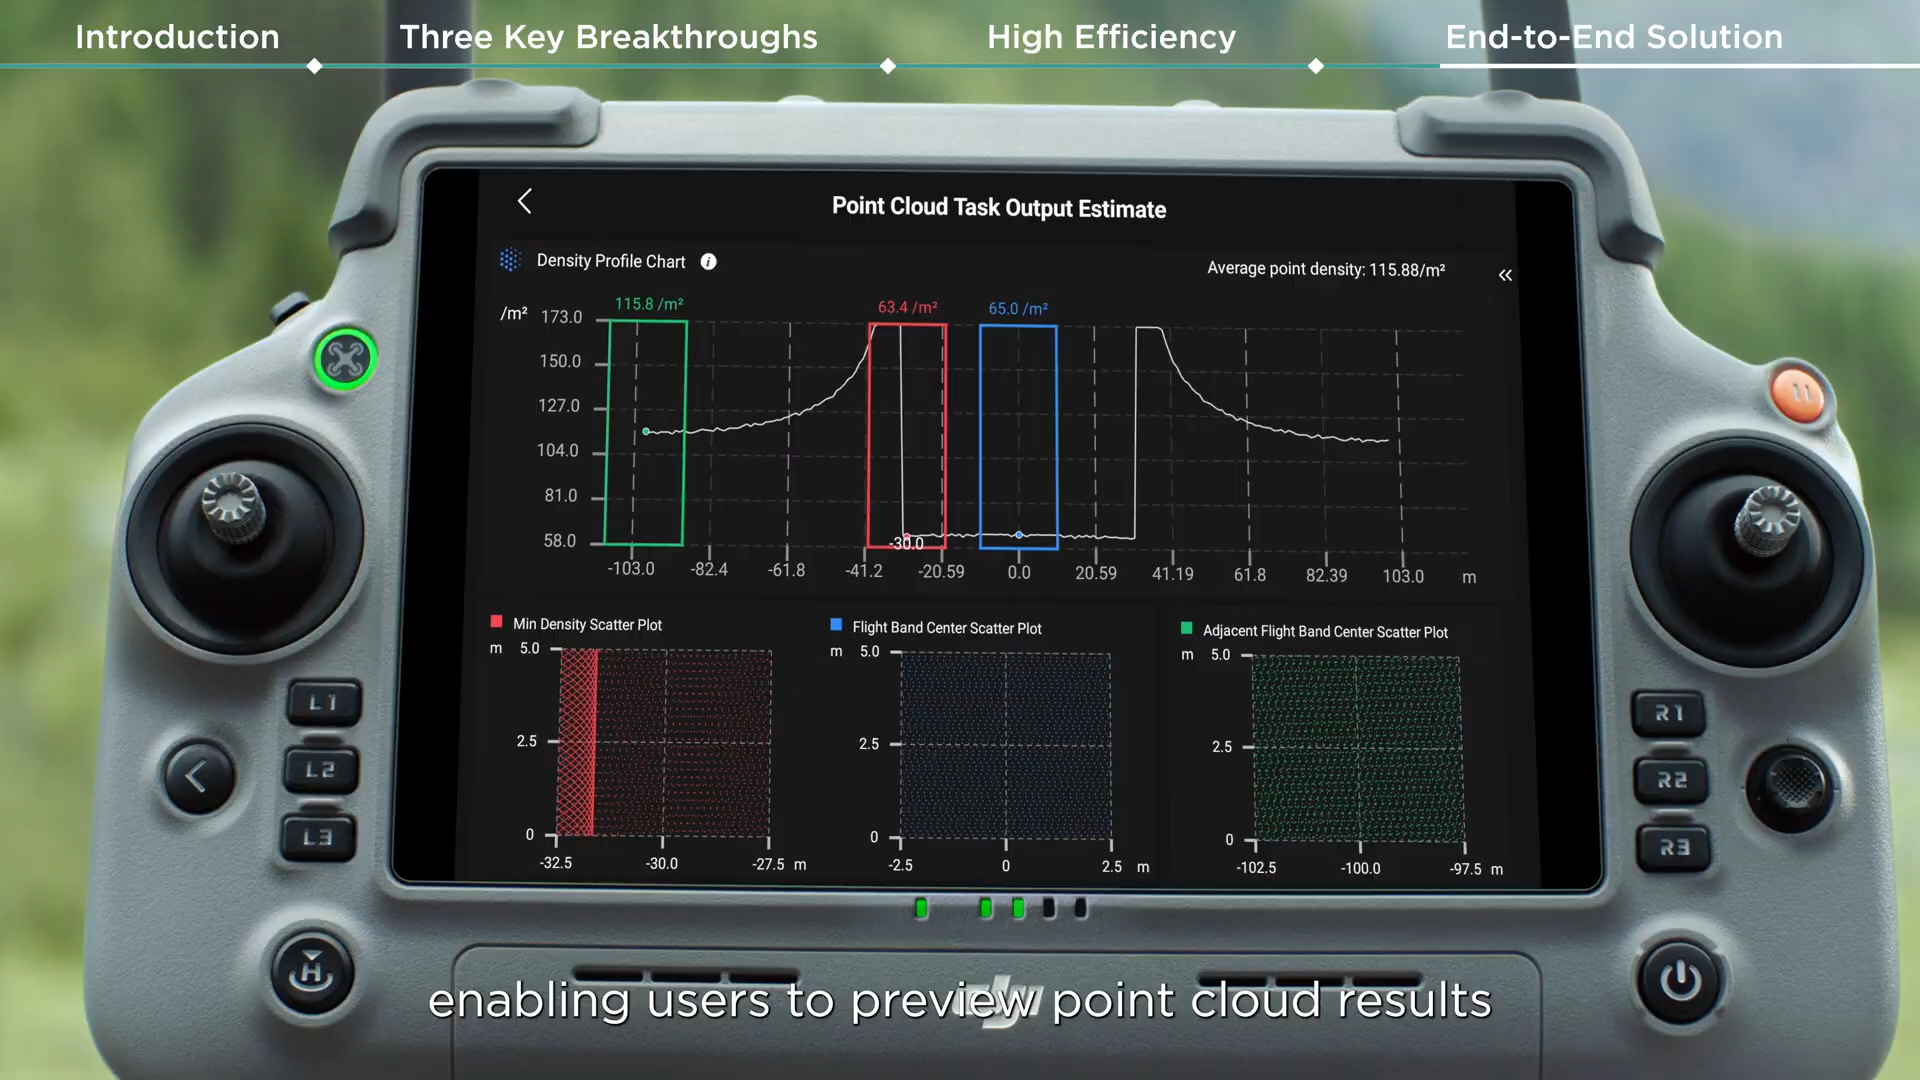 Introduction
Three Key Breakthroughs
High Efficiency
End-to-End Solution
Point Cloud Task Output Estimate
Density Profile Chart
Average point density: 115.88/m²
/m²
173.0
150.0
127.0
104.0
81.0
58.0
115.8 /m²
63.4 /m²
65.0 /m²
-30.0
-103.0 -82.4 -61.8 -41.2 -20.59 0.0 20.59 41.19 61.8 82.39 103.0 m
Min Density Scatter Plot
m 5.0
2.5
0
-32.5 -30.0 -27.5 m
Flight Band Center Scatter Plot
m 5.0
2.5
0
-2.5 0 2.5 m
Adjacent Flight Band Center Scatter Plot
m 5.0
2.5
0
-102.5 -100.0 -97.5 m
L1
L2
L3
R1
R2
R3
H
dji
enabling users to preview point cloud results